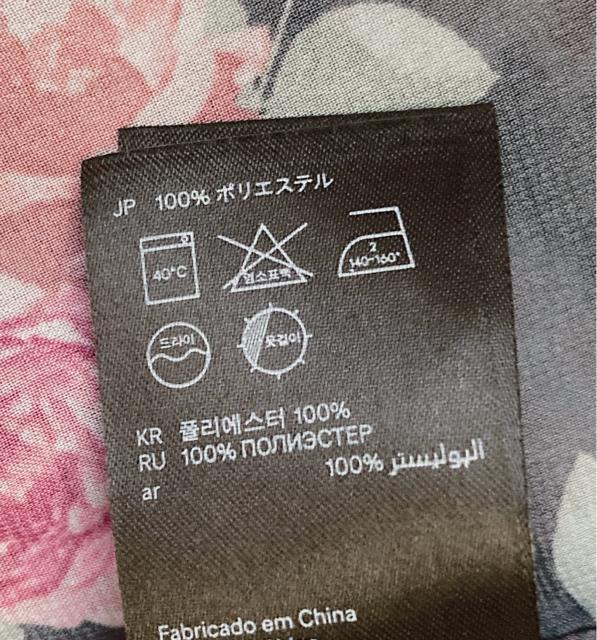 JP 100% ポリエステル
40°C
염소표백
2
140~160°
드라이
옷걸이
KR 폴리에스터 100%
RU 100% ПОЛИЭСТЕР
ar 100% البوليستر
Fabricado em China